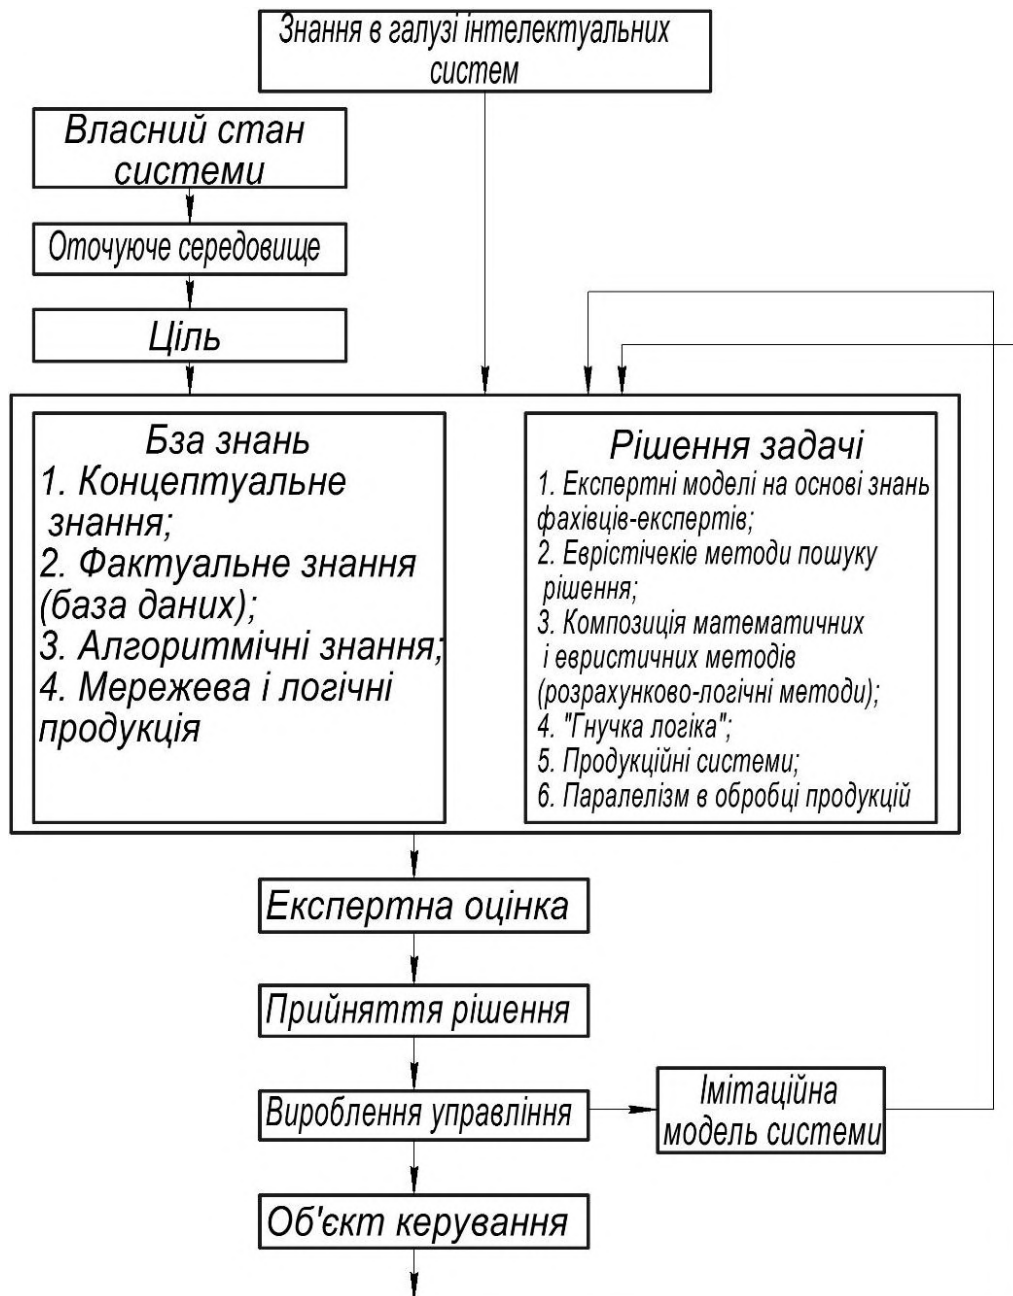 Знання в галузі інтелектуальних
систем
Власний стан
системи
Оточуюче середовище
Ціль
Бза знань
1. Концептуальне
знання;
2. Фактуальне знання
(база даних);
3. Алгоритмічні знання;
4. Мережева і логічні
продукція
Рішення задачі
1. Експертні моделі на основі знань
фахівців-експертів;
2. Еврістічекіе методи пошуку
рішення;
3. Композиція математичних
і евристичних методів
(розрахунково-логічні методи);
4. "Гнучка логіка";
5. Продукційні системи;
6. Паралелізм в обробці продукцій
Експертна оцінка
Прийняття рішення
Вироблення управління
Імітаційна
модель системи
Об'єкт керування